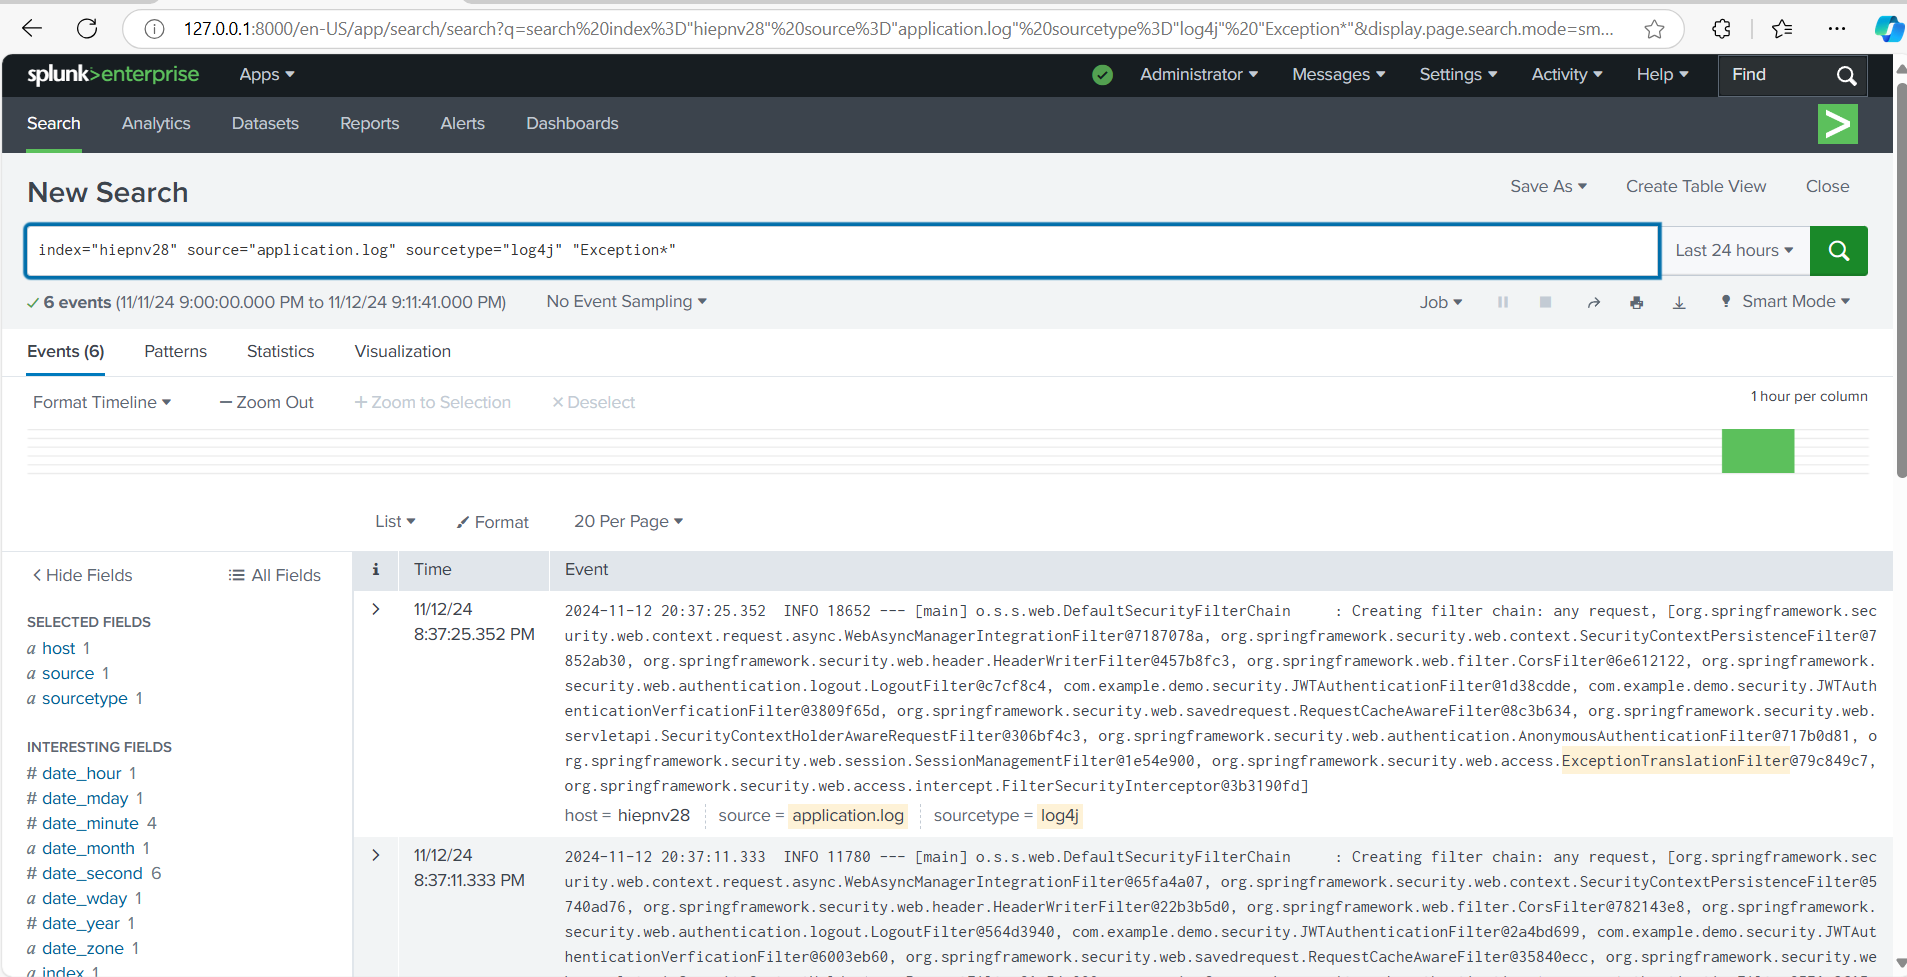 127.0.0.1:8000/en-US/app/search/search?q=search%20index%3D"hiepnv28"%20source%3D"application.log"%20sourcetype%3D"log4j"%20"Exception*"&display.page.search.mode=sm...
splunk>enterprise Apps Administrator Messages Settings Activity Help Find
Search Analytics Datasets Reports Alerts Dashboards
New Search Save As Create Table View Close
index="hiepnv28" source="application.log" sourcetype="log4j" "Exception*" Last 24 hours
6 events (11/11/24 9:00:00.000 PM to 11/12/24 9:11:41.000 PM) No Event Sampling Job Smart Mode
Events (6) Patterns Statistics Visualization
Format Timeline — Zoom Out + Zoom to Selection × Deselect 1 hour per column
List Format 20 Per Page
Hide Fields All Fields
SELECTED FIELDS
a host 1
a source 1
a sourcetype 1
INTERESTING FIELDS
# date_hour 1
# date_mday 1
# date_minute 4
a date_month 1
# date_second 6
a date_wday 1
# date_year 1
a date_zone 1
a index 1
i Time Event
11/12/24
8:37:25.352 PM
2024-11-12 20:37:25.352 INFO 18652 --- [main] o.s.s.web.DefaultSecurityFilterChain : Creating filter chain: any request, [org.springframework.sec
urity.web.context.request.async.WebAsyncManagerIntegrationFilter@7187078a, org.springframework.security.web.context.SecurityContextPersistenceFilter@7
852ab30, org.springframework.security.web.header.HeaderWriterFilter@457b8fc3, org.springframework.web.filter.CorsFilter@6e612122, org.springframework.
security.web.authentication.logout.LogoutFilter@c7cf8c4, com.example.demo.security.JWTAuthenticationFilter@1d38cdde, com.example.demo.security.JWTAuth
enticationVerficationFilter@3809f65d, org.springframework.security.web.savedrequest.RequestCacheAwareFilter@8c3b634, org.springframework.security.web.
servletapi.SecurityContextHolderAwareRequestFilter@306bf4c3, org.springframework.security.web.authentication.AnonymousAuthenticationFilter@717b0d81, o
rg.springframework.security.web.session.SessionManagementFilter@1e54e900, org.springframework.security.web.access.ExceptionTranslationFilter@79c849c7,
org.springframework.security.web.access.intercept.FilterSecurityInterceptor@3b3190fd]
host = hiepnv28 source = application.log sourcetype = log4j
11/12/24
8:37:11.333 PM
2024-11-12 20:37:11.333 INFO 11780 --- [main] o.s.s.web.DefaultSecurityFilterChain : Creating filter chain: any request, [org.springframework.sec
urity.web.context.request.async.WebAsyncManagerIntegrationFilter@65fa4a07, org.springframework.security.web.context.SecurityContextPersistenceFilter@5
740ad76, org.springframework.security.web.header.HeaderWriterFilter@22b3b5d0, org.springframework.web.filter.CorsFilter@782143e8, org.springframework.
security.web.authentication.logout.LogoutFilter@564d3940, com.example.demo.security.JWTAuthenticationFilter@2a4bd699, com.example.demo.security.JWTAut
henticationVerficationFilter@6003eb60, org.springframework.security.web.savedrequest.RequestCacheAwareFilter@35840ecc, org.springframework.security.we